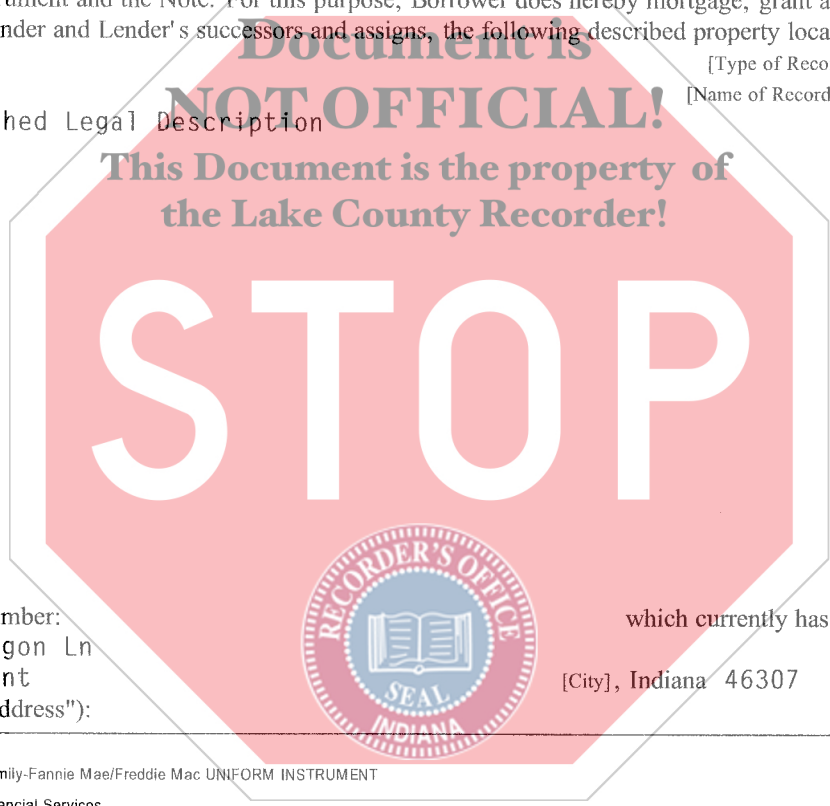 rument and the Note. For this purpose, Borrower does hereby mortgage, grant a
nder and Lender's successors and assigns, the following described property loca
Document is
[Type of Reco
NOT OFFICIAL!
[Name of Record
hed Legal Description
This Document is the property of
the Lake County Recorder!
STOP
RECORDER'S OFFICE
SEAL
INDIANA
mber:
which currently has
gon Ln
nt
[City], Indiana 46307
ddress"):
mily-Fannie Mae/Freddie Mac UNIFORM INSTRUMENT
ancial Services